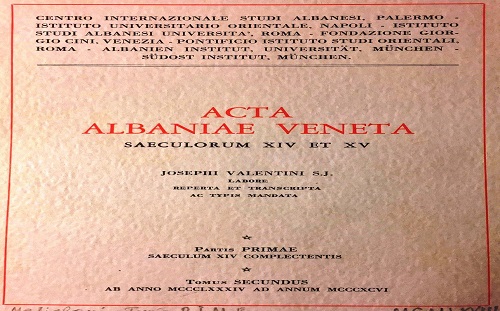 CENTRO INTERNAZIONALE STUDI ALBANESI, PALERMO -
ISTITUTO UNIVERSITARIO ORIENTALE, NAPOLI - ISTITUTO
STUDI ALBANESI UNIVERSITA', ROMA - FONDAZIONE GIOR-
GIO CINI, VENEZIA - PONTIFICIO ISTITUTO STUDI ORIENTALI,
ROMA - ALBANIEN INSTITUT, UNIVERSITÄT, MÜNCHEN -
SÜDOST INSTITUT, MÜNCHEN.
ACTA
ALBANIAE VENETA
SAECULORUM XIV ET XV
JOSEPHI VALENTINI S.J.
LABORE
REPERTA ET TRANSCRIPTA
AC TYPIS MANDATA
PARTIS PRIMAE
SAECULUM XIV COMPLECTENTIS
TOMUS SECUNDUS
AB ANNO MCCCLXXXIV AD ANNUM MCCCXCVI